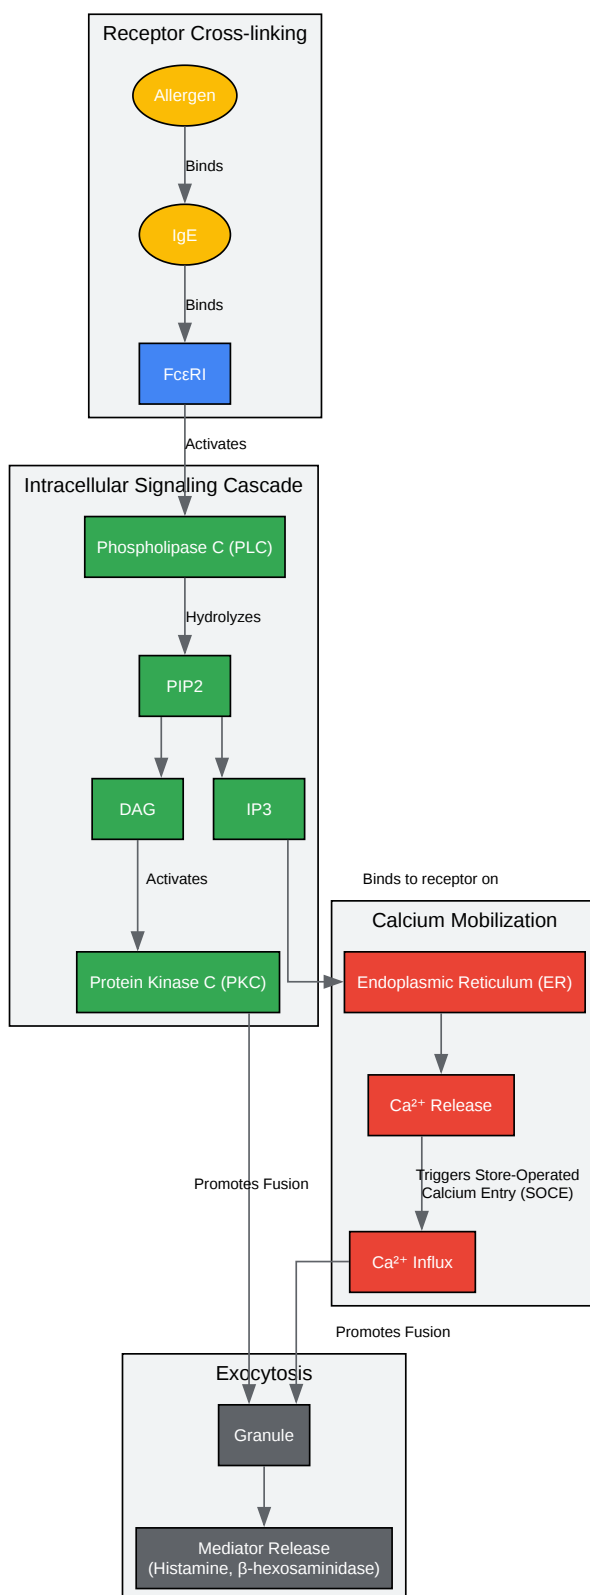 Receptor Cross-linking
Allergen
Binds
IgE
Binds
FcεRI
Activates
Intracellular Signaling Cascade
Phospholipase C (PLC)
Hydrolyzes
PIP2
DAG
IP3
Activates
Binds to receptor on
Calcium Mobilization
Protein Kinase C (PKC)
Endoplasmic Reticulum (ER)
Ca²⁺ Release
Triggers Store-Operated
Calcium Entry (SOCE)
Promotes Fusion
Ca²⁺ Influx
Promotes Fusion
Exocytosis
Granule
Mediator Release
(Histamine, β-hexosaminidase)